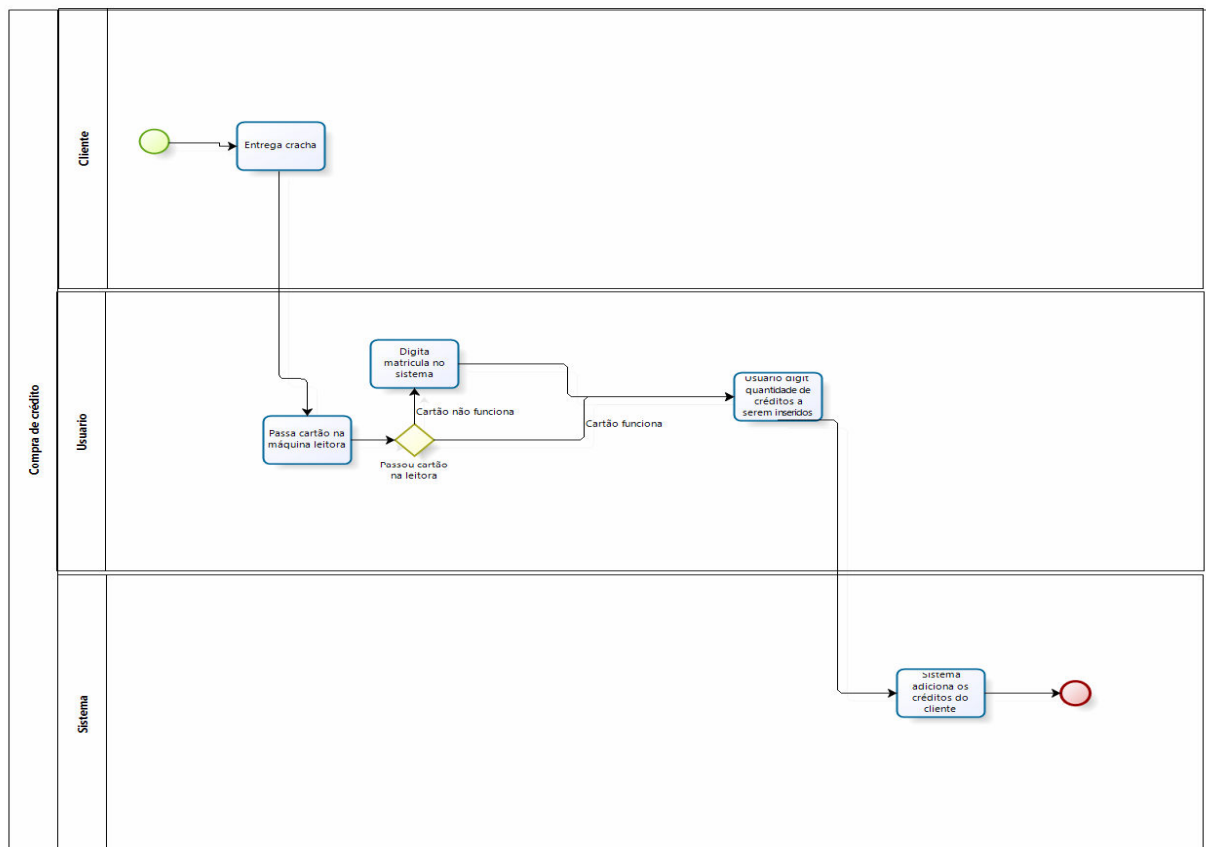 Compra de crédito
Cliente
Entrega cracha
Usuario
Digita
matricula no
sistema
Cartão não funciona
Passa cartão na
máquina leitora
Passou cartão
na leitora
Cartão funciona
Usuario digit
quantidade de
créditos a
serem inseridos
Sistema
Sistema
adiciona os
créditos do
cliente